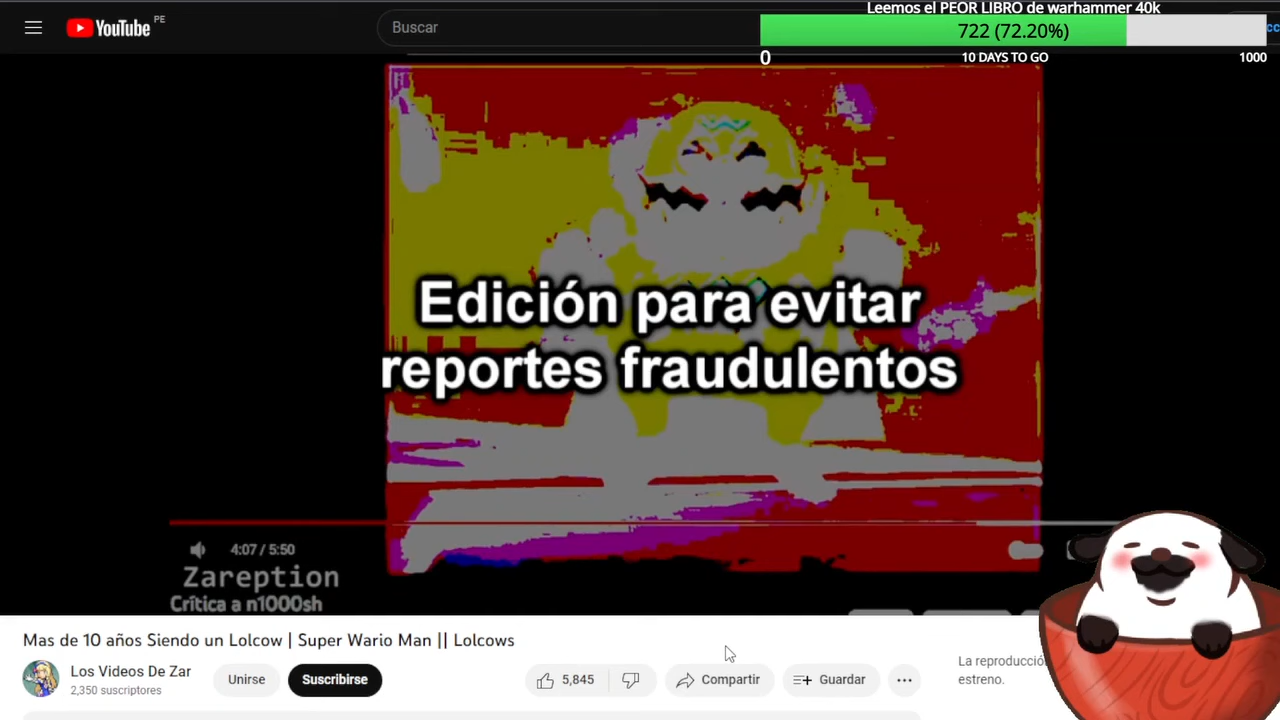 Leemos el PEOR LIBRO de warhammer 40k
YouTube PE
Buscar
722 (72.20%)
0
10 DAYS TO GO
1000
Edición para evitar
reportes fraudulentos
4:07 / 5:50
Zareption
Crítica a n1000sh
Mas de 10 años Siendo un Lolcow | Super Wario Man || Lolcows
Los Videos De Zar
2,350 suscriptores
Unirse
Suscribirse
5,845
Compartir
Guardar
La reproducció
estreno.